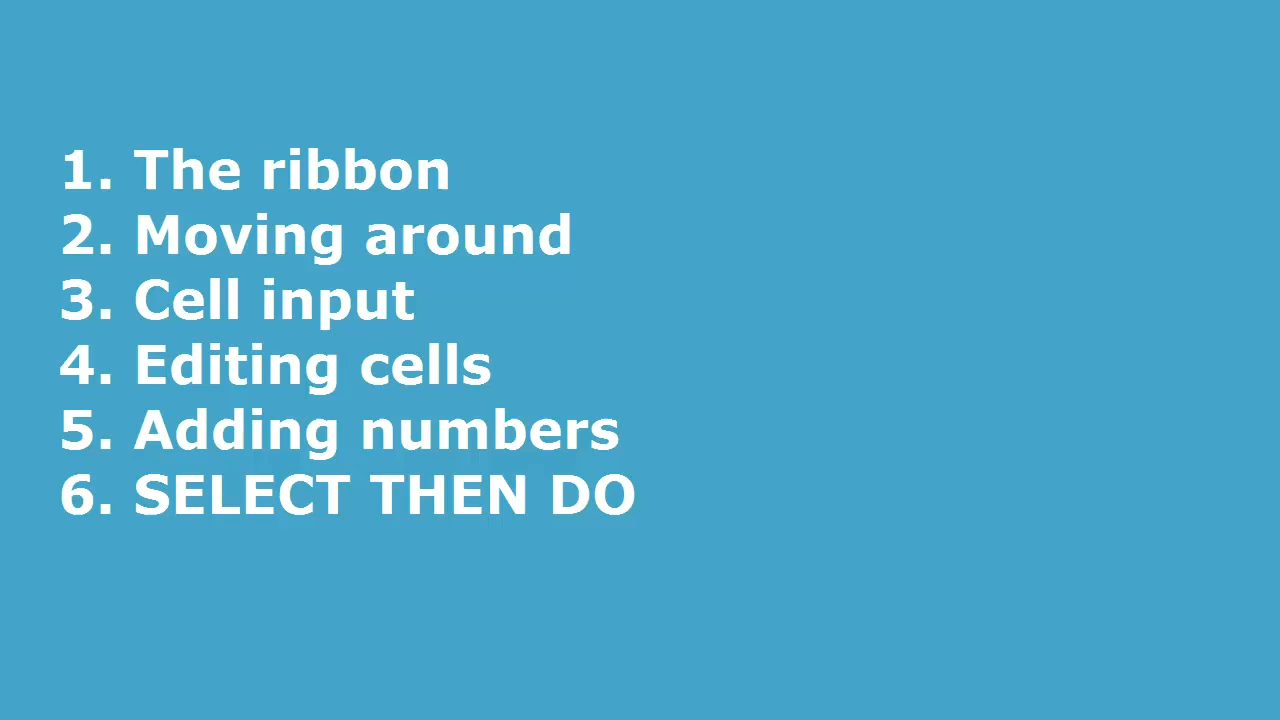 1. The ribbon
2. Moving around
3. Cell input
4. Editing cells
5. Adding numbers
6. SELECT THEN DO